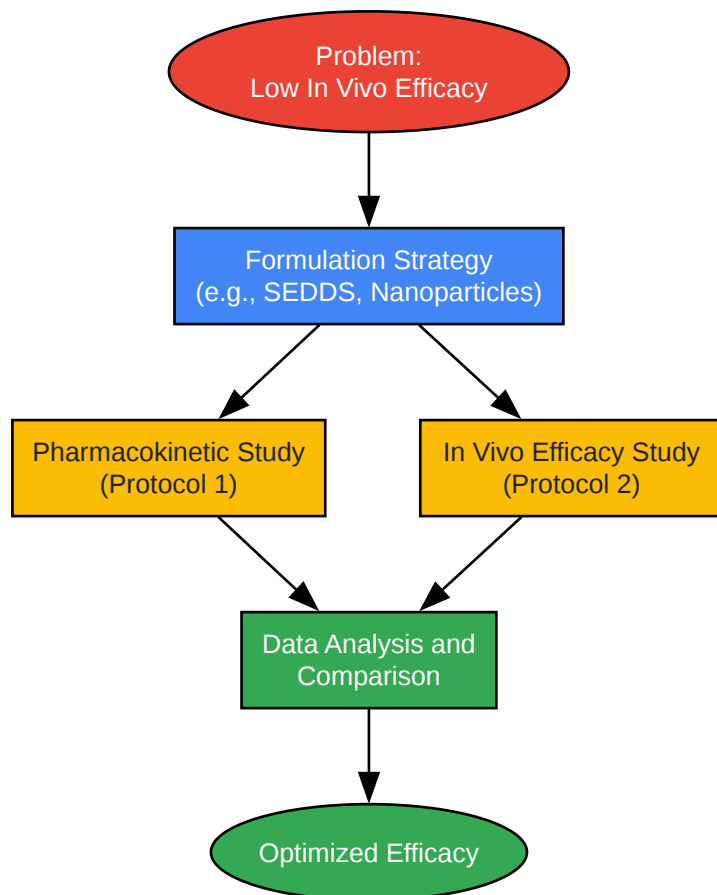 Problem:
Low In Vivo Efficacy
Formulation Strategy
(e.g., SEDDS, Nanoparticles)
Pharmacokinetic Study
(Protocol 1)
In Vivo Efficacy Study
(Protocol 2)
Data Analysis and
Comparison
Optimized Efficacy